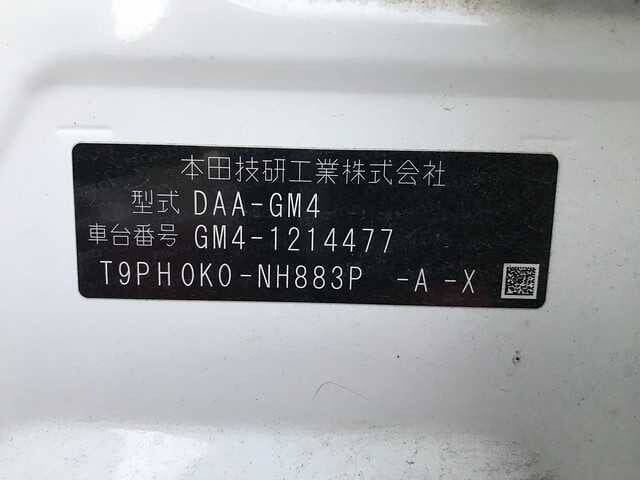 本田技研工業株式会社
型式 DAA-GM4
車台番号 GM4-1214477
T9PH0K0-NH883P -A -X